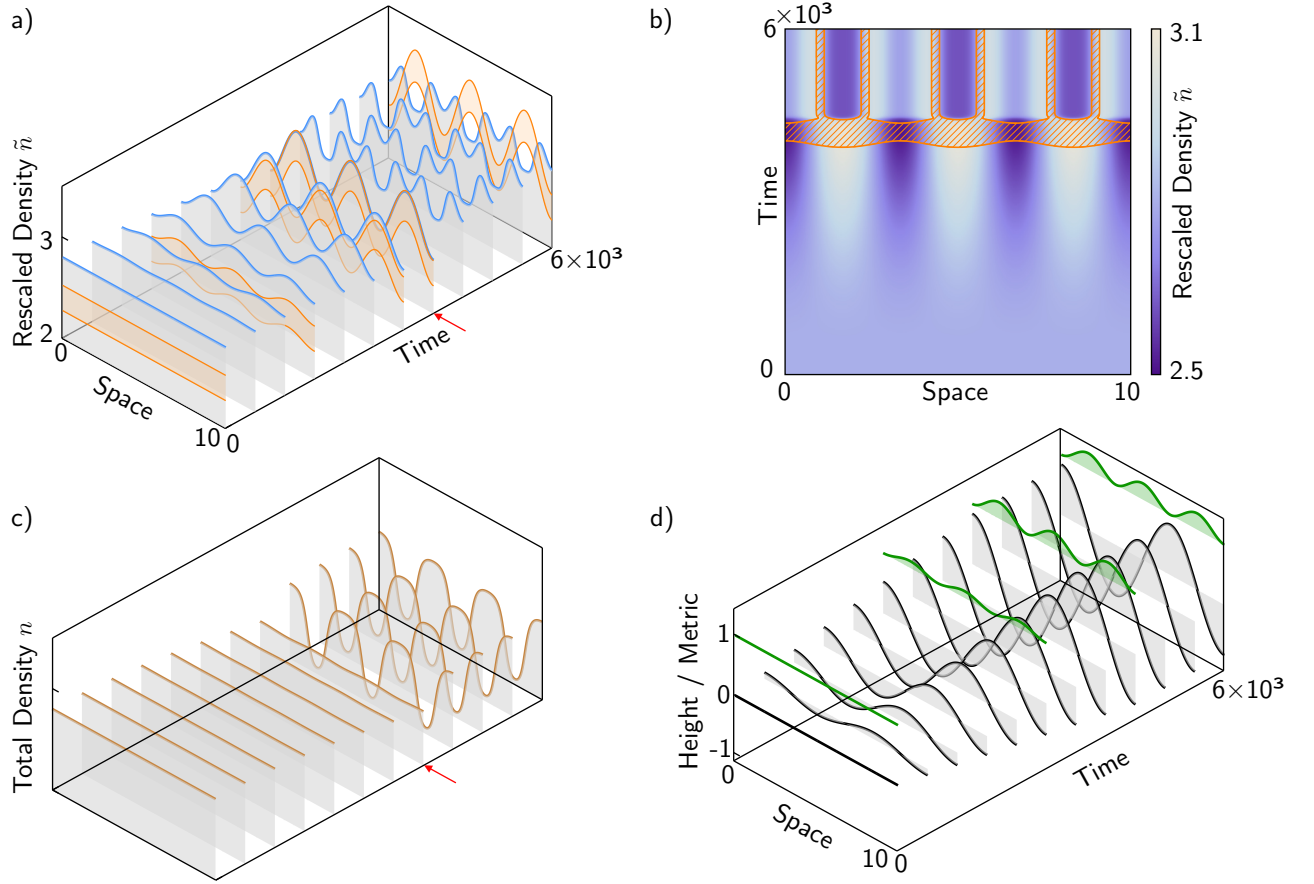 a)
Rescaled Density ñ
3
2
0
Space
10
0
Time
6×10³
b)
6×10³
Time
0
0
Space
10
3.1
Rescaled Density ñ
2.5
c)
Total Density n
d)
Height / Metric
1
0
-1
0
Space
10
0
Time
6×10³